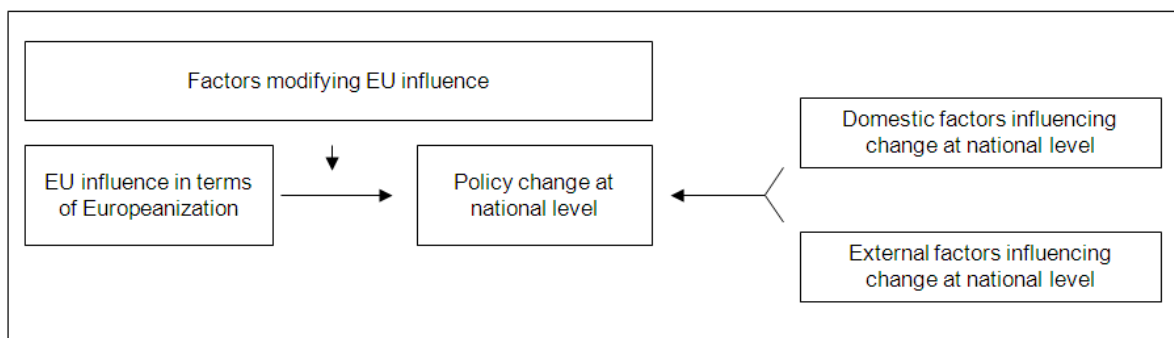 Factors modifying EU influence
EU influence in terms
of Europeanization
Policy change at
national level
Domestic factors influencing
change at national level
External factors influencing
change at national level